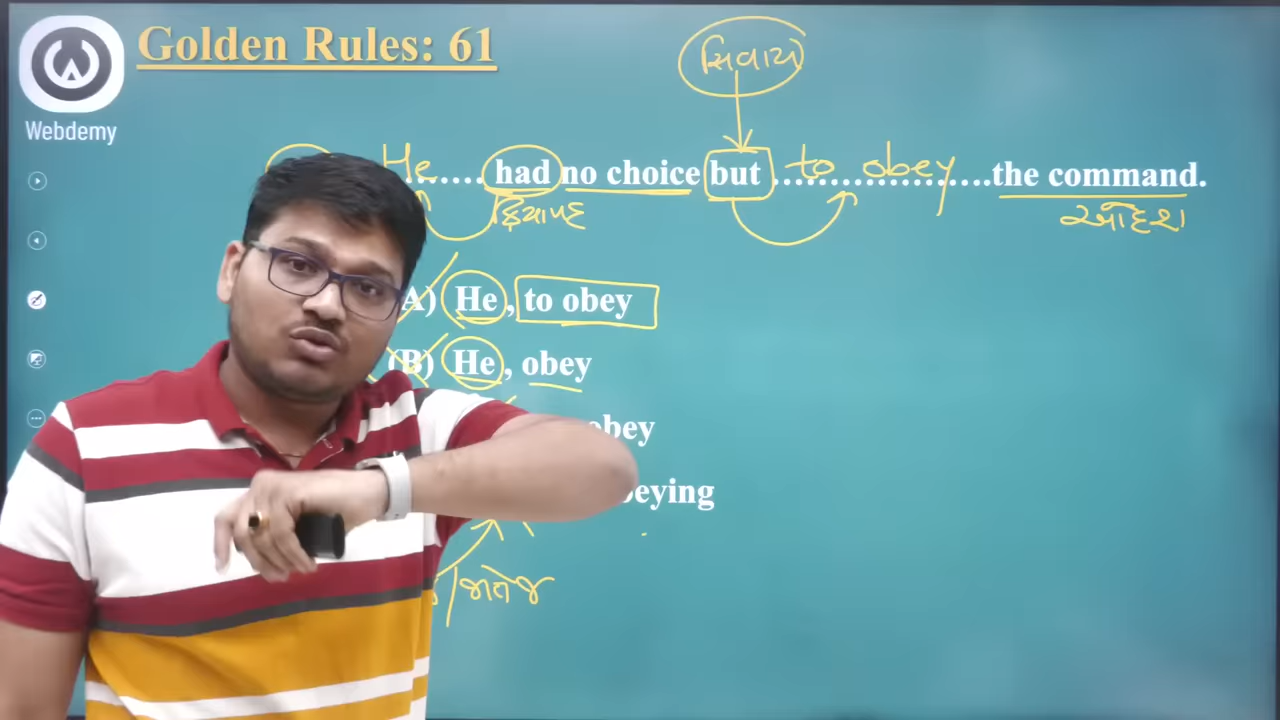 Golden Rules: 61
Webdemy
સિવાય
He ...... had no choice but to obey .................... the command.
ક્રિયાપદ
આદેશ
A) He , to obey
(B) He , obey
obey
beying
જાતે જ